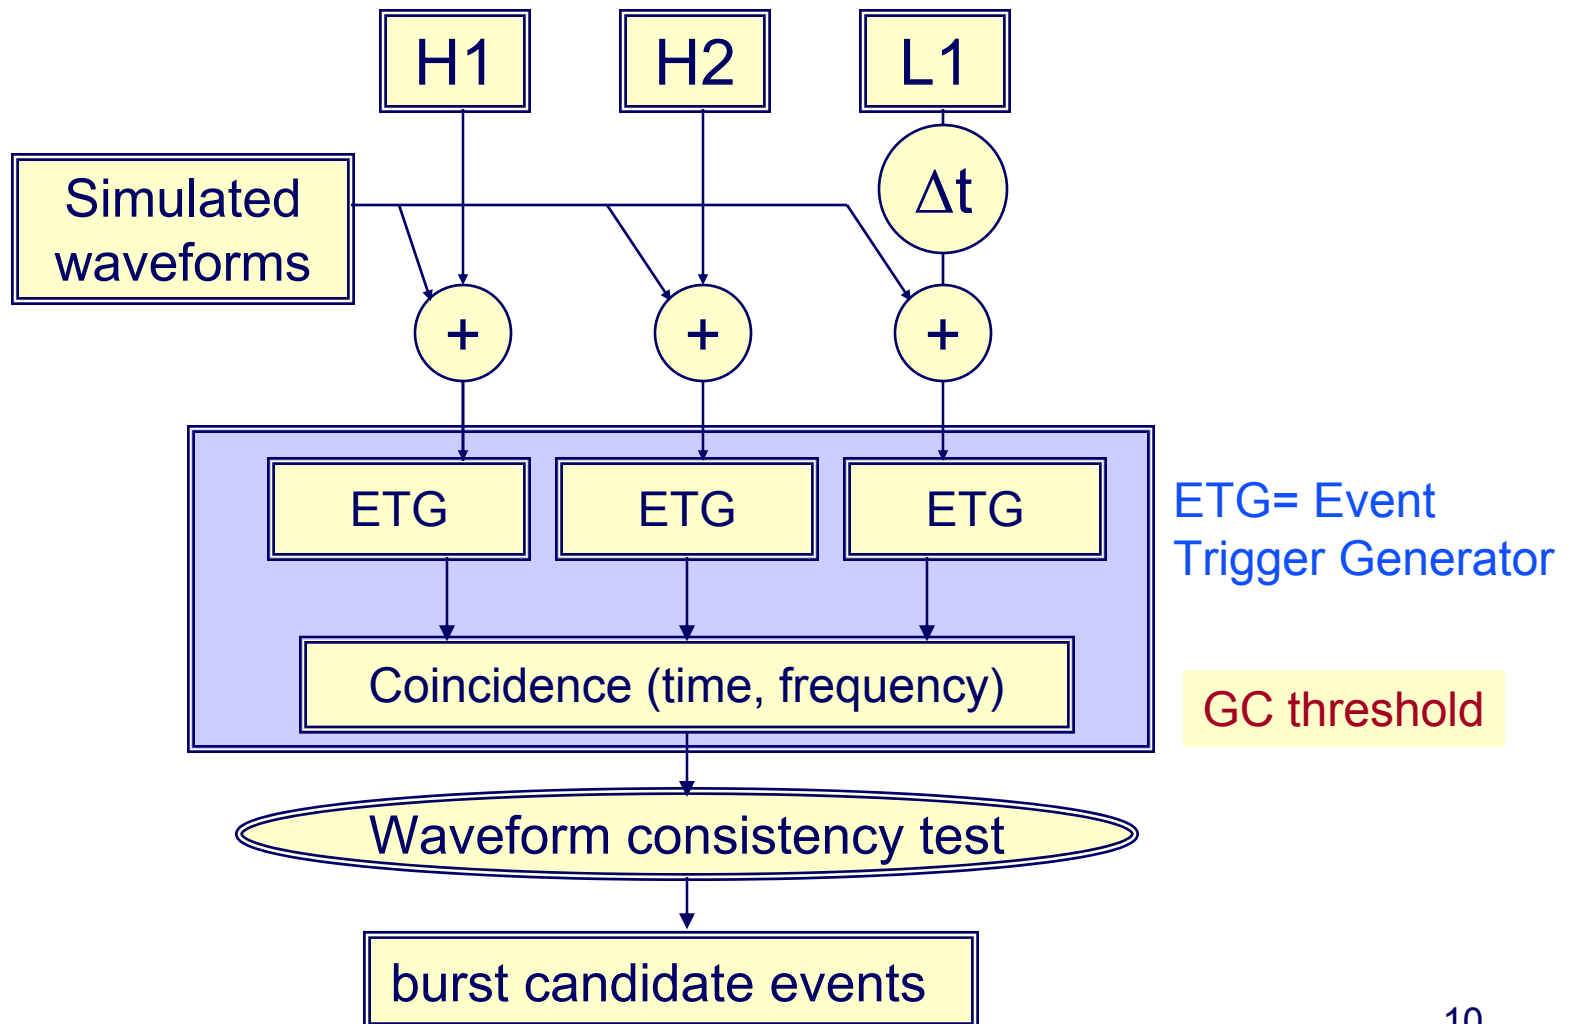 H1
H2
L1
Δt
Simulated
waveforms
+
+
+
ETG
ETG
ETG
ETG= Event
Trigger Generator
Coincidence (time, frequency)
GC threshold
Waveform consistency test
burst candidate events
10